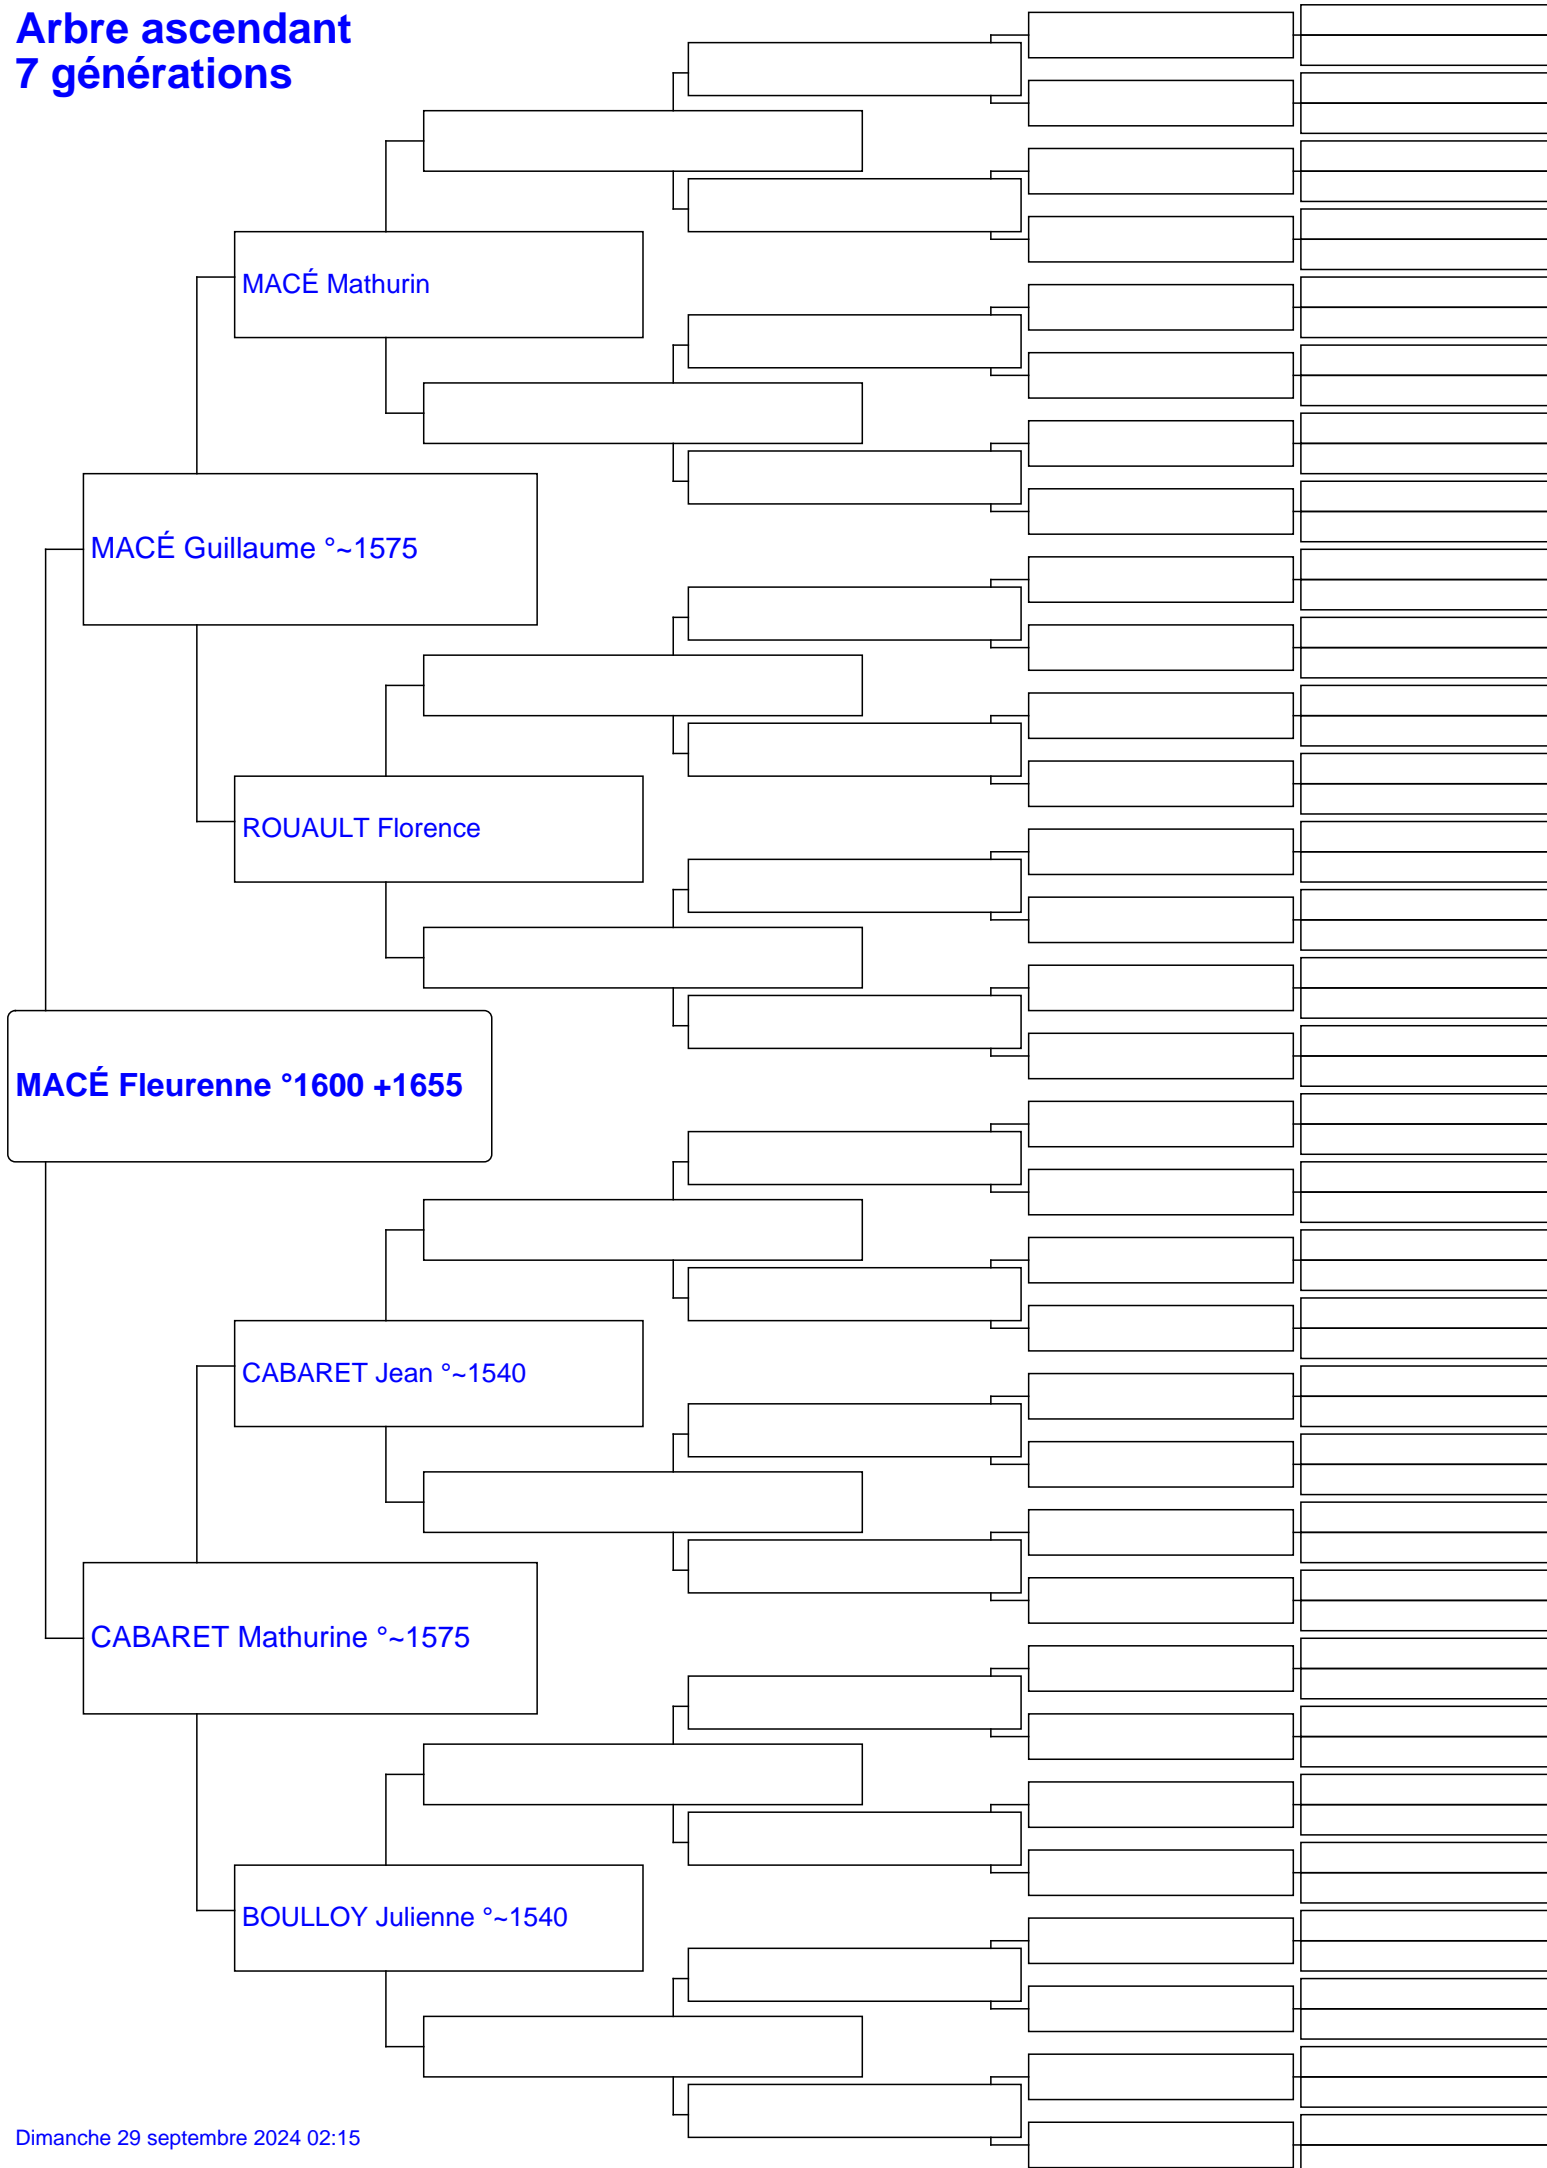 Arbre ascendant
7 générations
MACÉ Mathurin
MACÉ Guillaume °~1575
ROUAULT Florence
MACÉ Fleurenne °1600 +1655
CABARET Jean °~1540
CABARET Mathurine °~1575
BOULLOY Julienne °~1540
Dimanche 29 septembre 2024 02:15